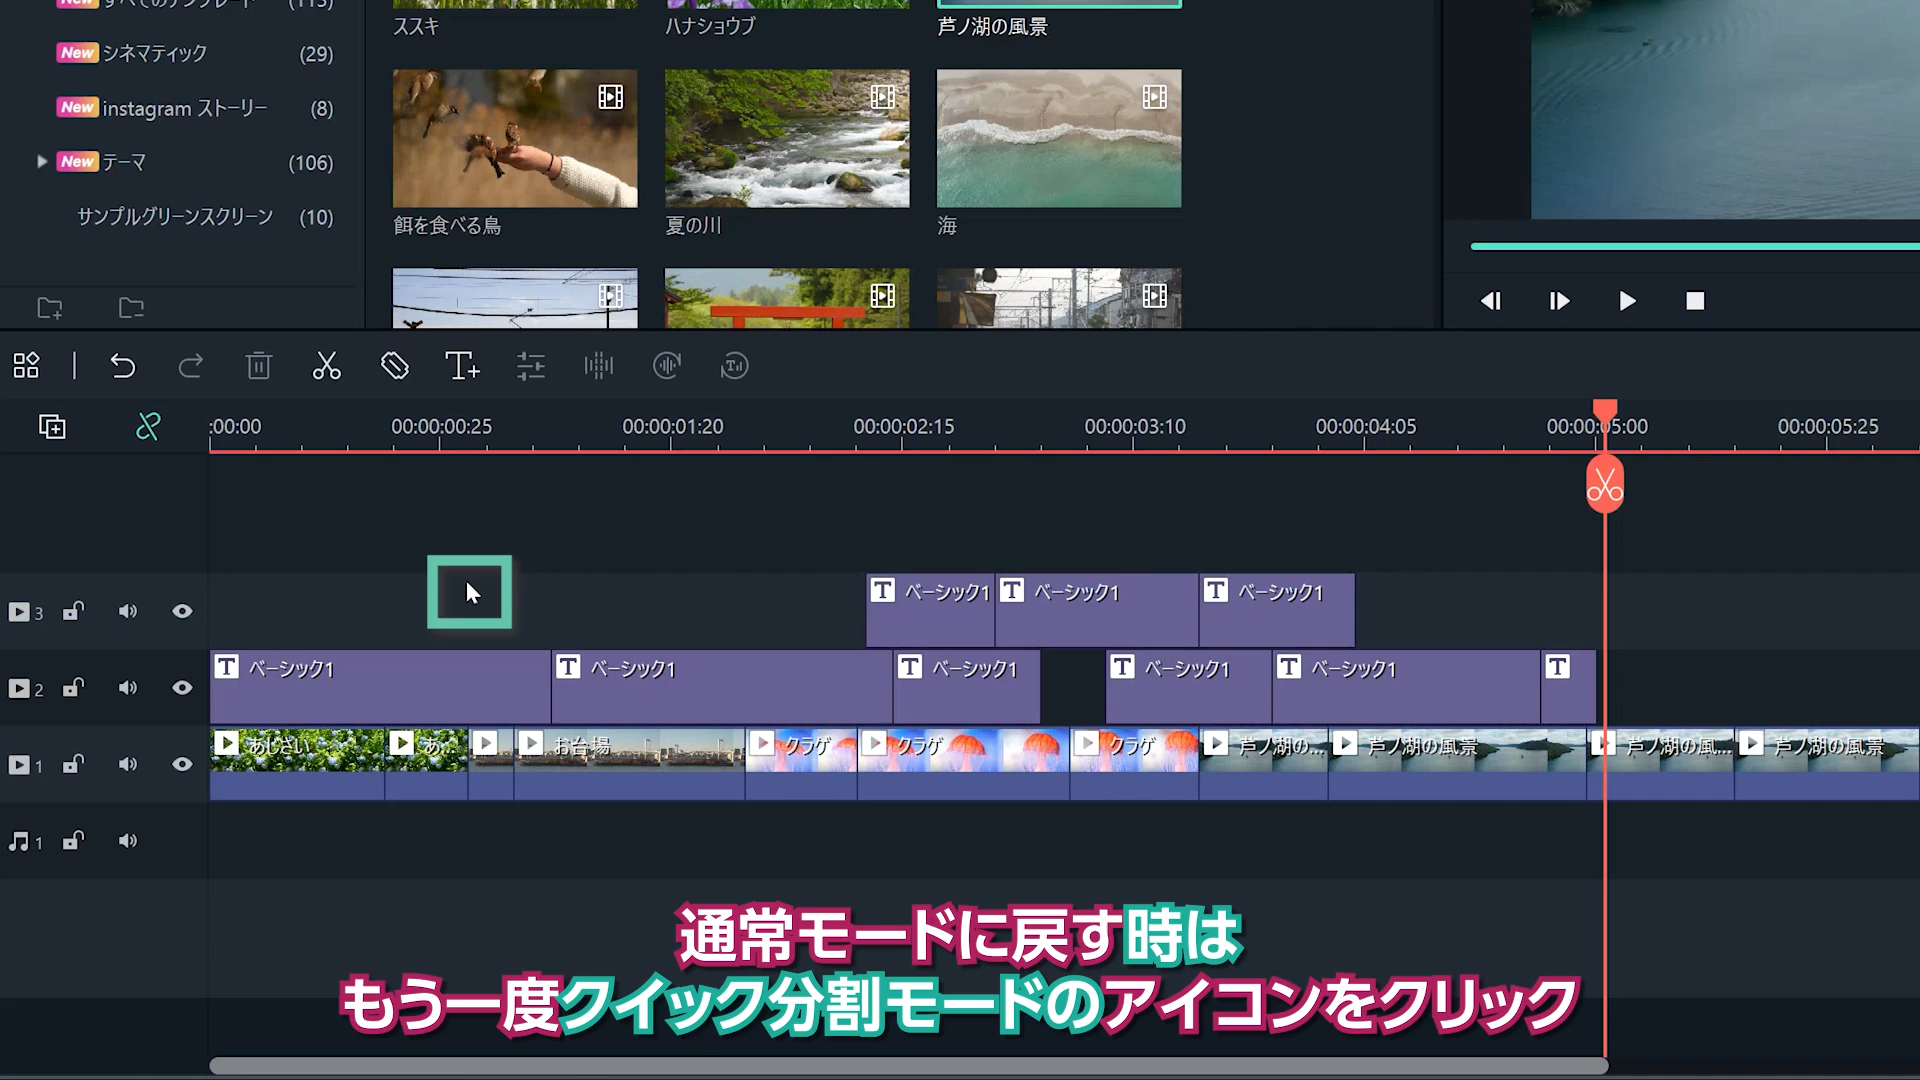 New すべてのテンプレート (115)
New シネマティック (29)
New instagram ストーリー (8)
New テーマ (106)
サンプルグリーンスクリーン (10)
ススキ
ハナショウブ
芦ノ湖の風景
餌を食べる鳥
夏の川
海
:00:00 00:00:00:25 00:00:01:20 00:00:02:15 00:00:03:10 00:00:04:05 00:00:05:00 00:00:05:25
3
T ベーシック1 T ベーシック1 T ベーシック1
2
T ベーシック1 T ベーシック1 T ベーシック1 T ベーシック1 T ベーシック1 T
1
あじさい あ... お台場 クラゲ クラゲ クラゲ 芦ノ湖の... 芦ノ湖の風景 芦ノ湖の風... 芦ノ湖の風景
1
通常モードに戻す時は
もう一度クイック分割モードのアイコンをクリック